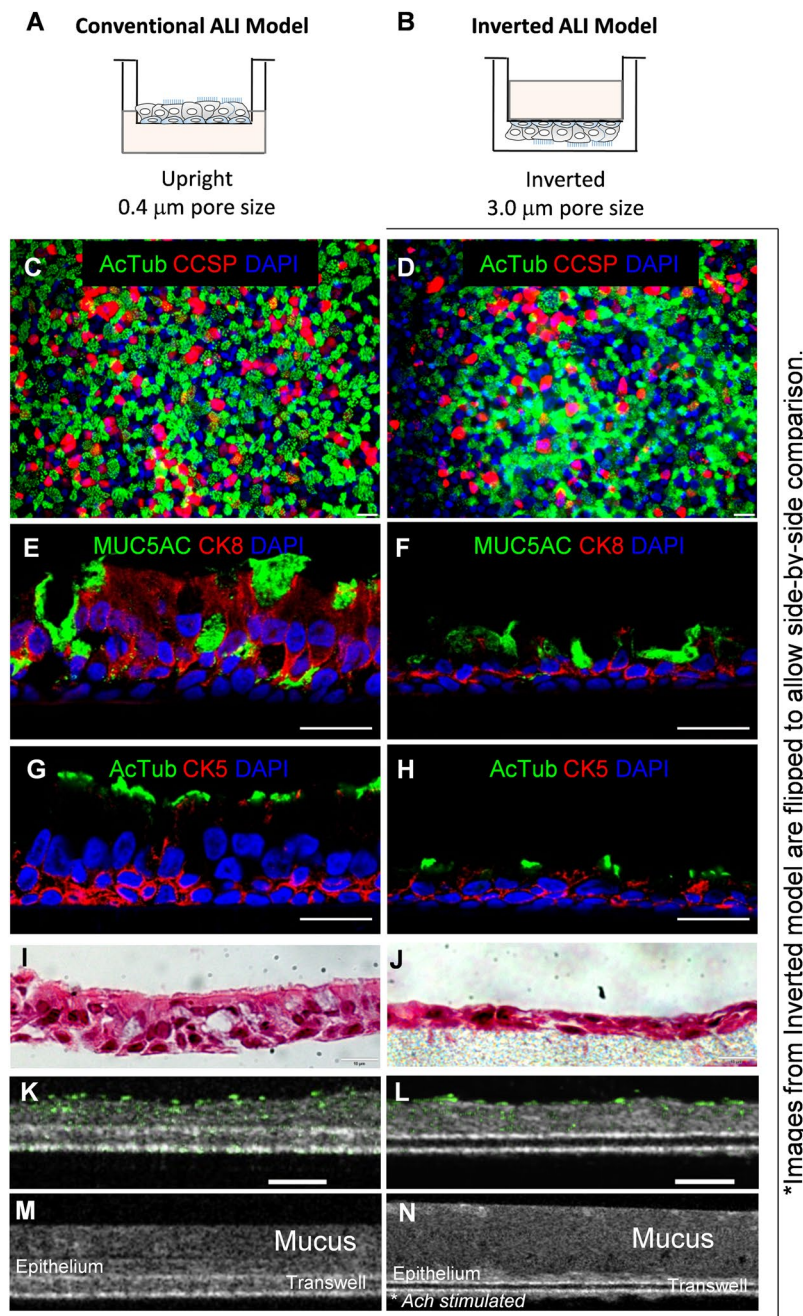 A Conventional ALI Model
B Inverted ALI Model
Upright
0.4 μm pore size
Inverted
3.0 μm pore size
C AcTub CCSP DAPI
D AcTub CCSP DAPI
E MUC5AC CK8 DAPI
F MUC5AC CK8 DAPI
G AcTub CK5 DAPI
H AcTub CK5 DAPI
I
J
K
L
M
Mucus
Epithelium
Transwell
N
Mucus
Epithelium
Transwell
* Ach stimulated
*Images from Inverted model are flipped to allow side-by-side comparison.